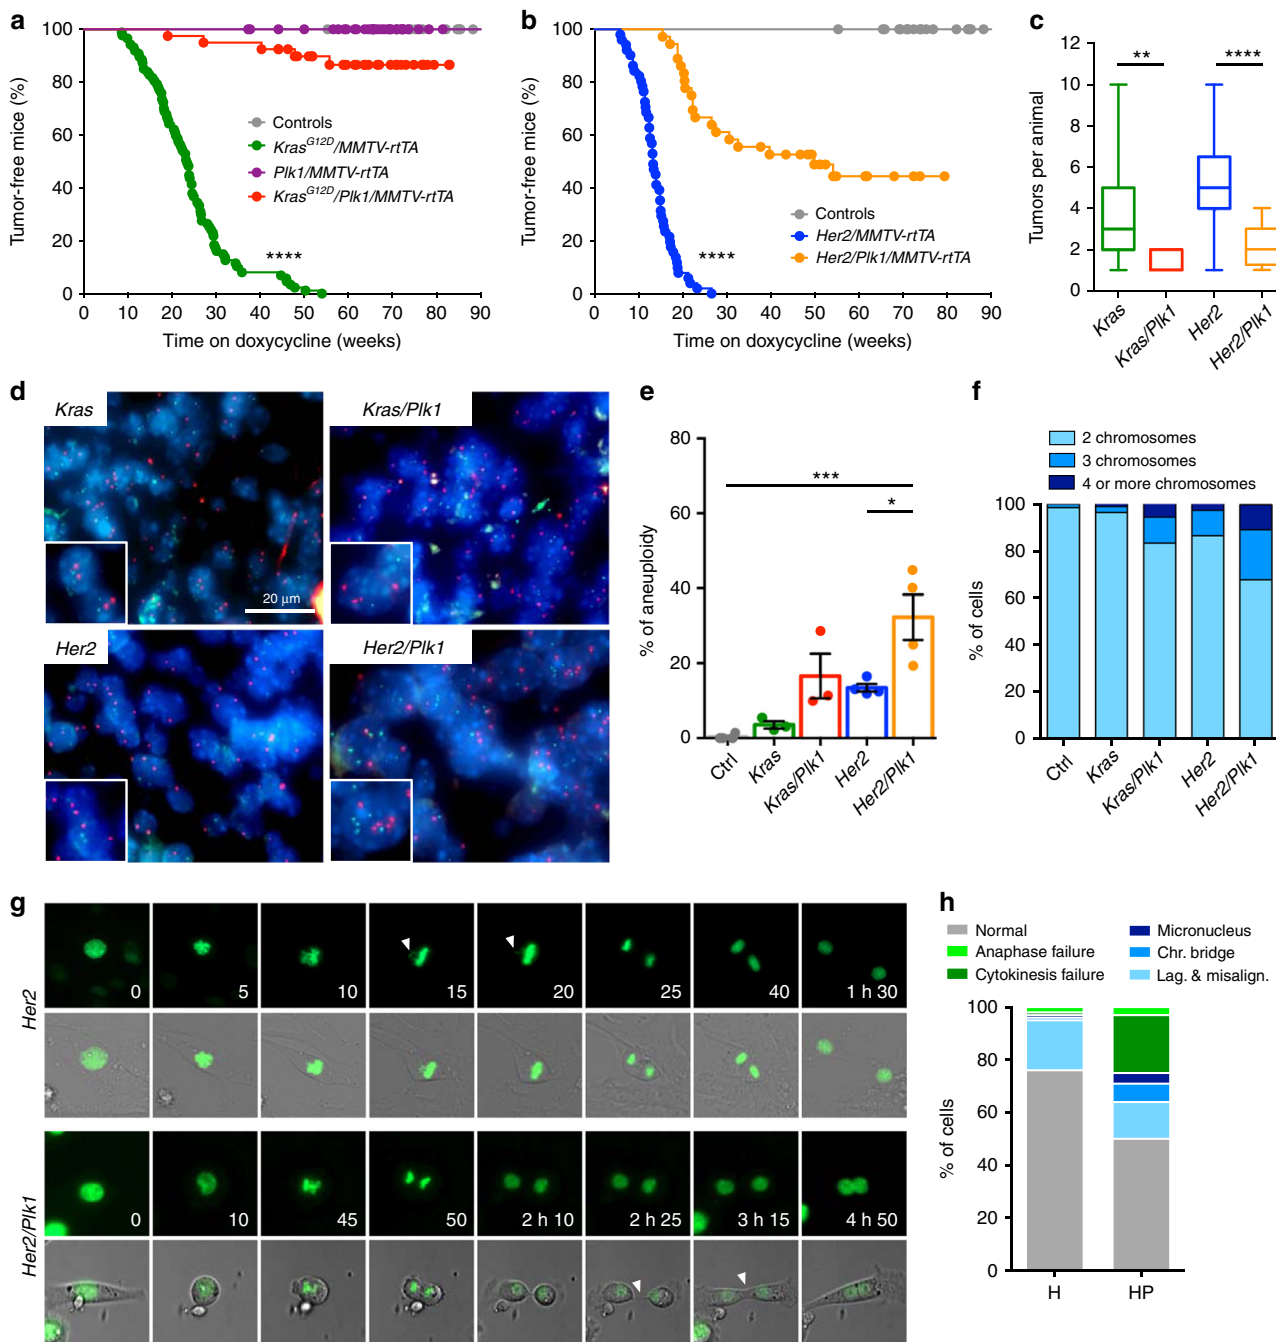 a
Tumor-free mice (%)
100
80
60
40
20
0
0 10 20 30 40 50 60 70 80 90
Time on doxycycline (weeks)
Controls
KrasG12D/MMTV-rtTA
Plk1/MMTV-rtTA
KrasG12D/Plk1/MMTV-rtTA
****
b
Tumor-free mice (%)
100
80
60
40
20
0
0 10 20 30 40 50 60 70 80 90
Time on doxycycline (weeks)
Controls
Her2/MMTV-rtTA
Her2/Plk1/MMTV-rtTA
****
c
Tumors per animal
12
10
8
6
4
2
0
** ****
Kras Kras/Plk1 Her2 Her2/Plk1
d
Kras
Kras/Plk1
20 μm
Her2
Her2/Plk1
e
% of aneuploidy
80
60
40
20
0
***
*
Ctrl Kras Kras/Plk1 Her2 Her2/Plk1
f
2 chromosomes
3 chromosomes
4 or more chromosomes
% of cells
100
80
60
40
20
0
Ctrl Kras Kras/Plk1 Her2 Her2/Plk1
g
Her2
0 5 10 15 20 25 40 1 h 30
Her2/Plk1
0 10 45 50 2 h 10 2 h 25 3 h 15 4 h 50
h
Normal
Anaphase failure
Cytokinesis failure
Micronucleus
Chr. bridge
Lag. & misalign.
% of cells
100
80
60
40
20
0
H HP